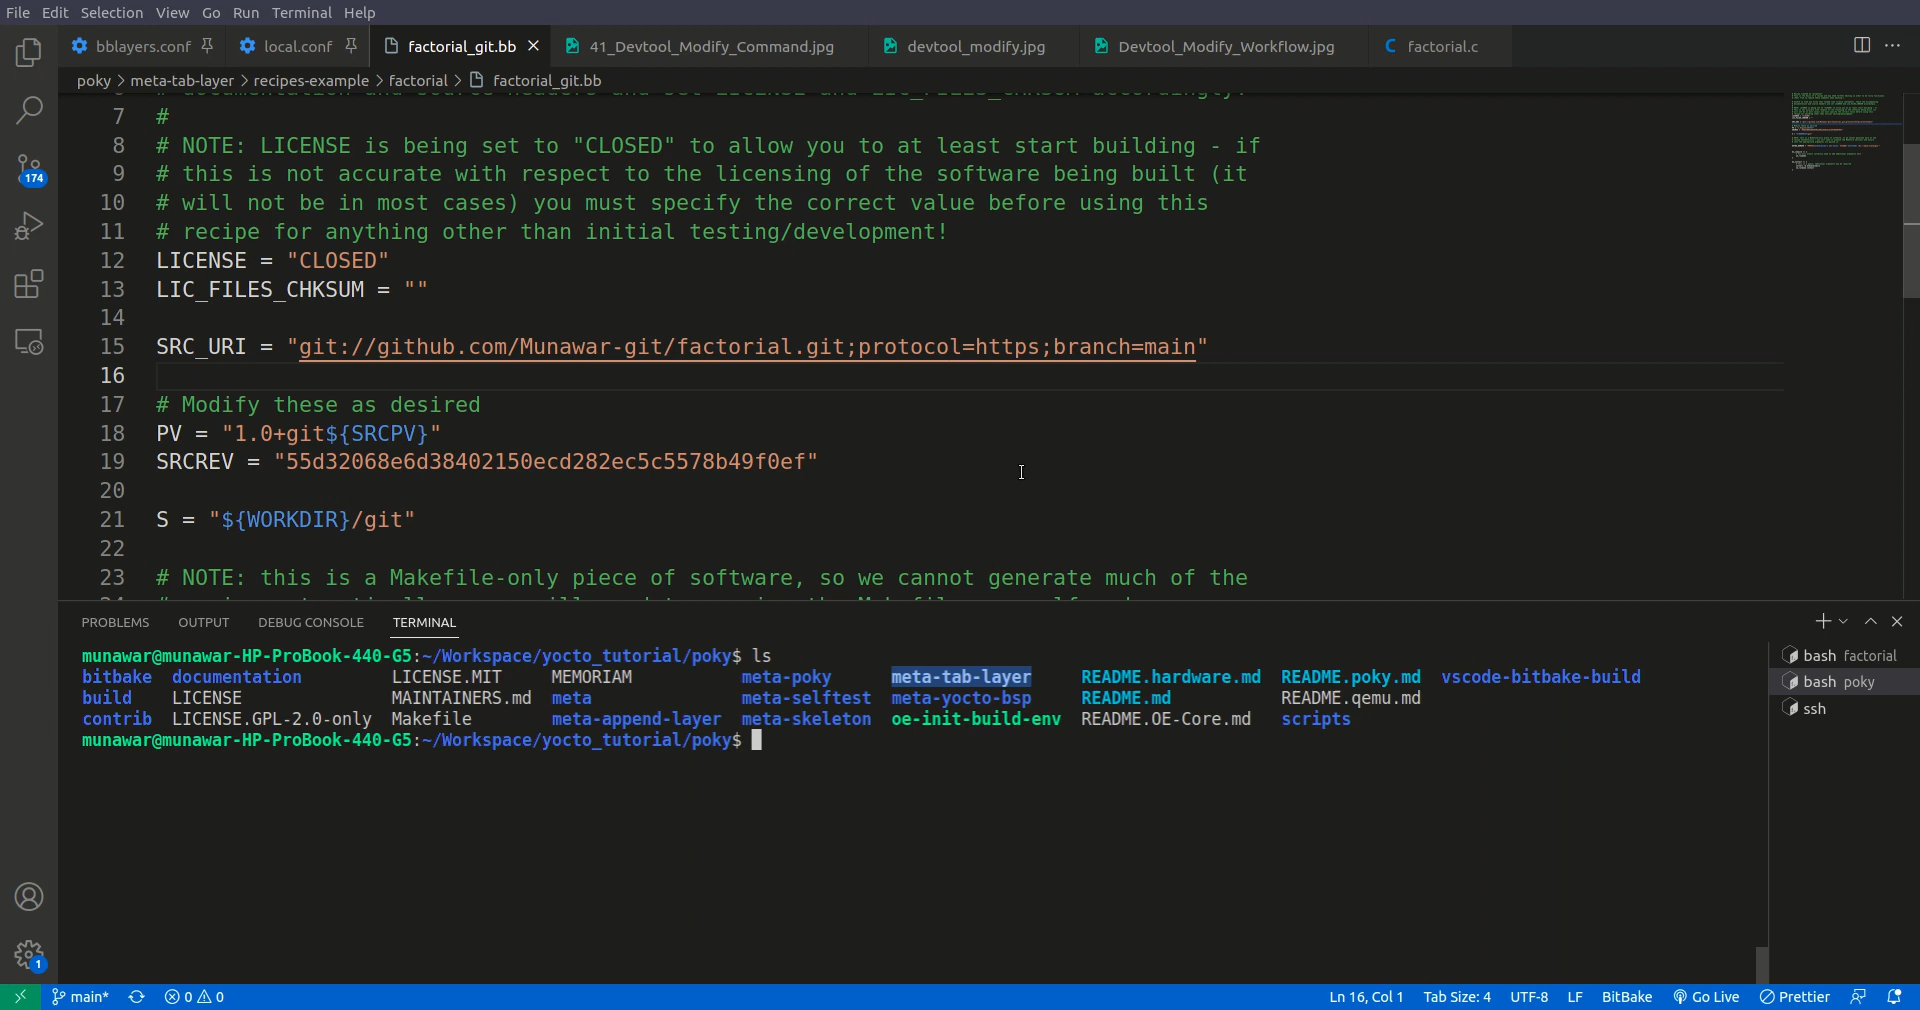 File Edit Selection View Go Run Terminal Help
bblayers.conf local.conf factorial_git.bb 41_Devtool_Modify_Command.jpg devtool_modify.jpg Devtool_Modify_Workflow.jpg C factorial.c
poky > meta-tab-layer > recipes-example > factorial > factorial_git.bb
7 #
8 # NOTE: LICENSE is being set to "CLOSED" to allow you to at least start building - if
9 # this is not accurate with respect to the licensing of the software being built (it
10 # will not be in most cases) you must specify the correct value before using this
11 # recipe for anything other than initial testing/development!
12 LICENSE = "CLOSED"
13 LIC_FILES_CHKSUM = ""
14
15 SRC_URI = "git://github.com/Munawar-git/factorial.git;protocol=https;branch=main"
16
17 # Modify these as desired
18 PV = "1.0+git${SRCPV}"
19 SRCREV = "55d32068e6d38402150ecd282ec5c5578b49f0ef"
20
21 S = "${WORKDIR}/git"
22
23 # NOTE: this is a Makefile-only piece of software, so we cannot generate much of the
174
PROBLEMS OUTPUT DEBUG CONSOLE TERMINAL
munawar@munawar-HP-ProBook-440-G5:~/Workspace/yocto_tutorial/poky$ ls
bitbake documentation LICENSE.MIT MEMORIAM meta-poky meta-tab-layer README.hardware.md README.poky.md vscode-bitbake-build
build LICENSE MAINTAINERS.md meta meta-selftest meta-yocto-bsp README.md README.qemu.md
contrib LICENSE.GPL-2.0-only Makefile meta-append-layer meta-skeleton oe-init-build-env README.OE-Core.md scripts
munawar@munawar-HP-ProBook-440-G5:~/Workspace/yocto_tutorial/poky$
bash factorial
bash poky
ssh
1
main* 0 0 Ln 16, Col 1 Tab Size: 4 UTF-8 LF BitBake Go Live Prettier